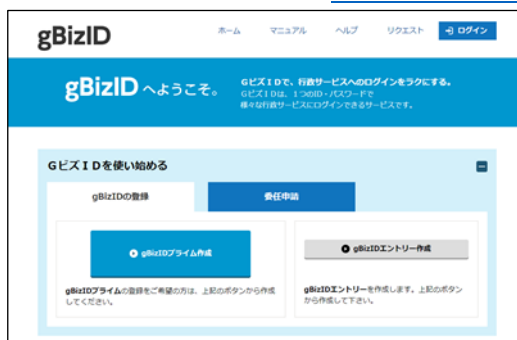 gBizID
ホーム マニュアル ヘルプ リクエスト ログイン
gBizID へようこそ。
GビズIDで、行政サービスへのログインをラクにする。
GビズIDは、1つのID・パスワードで
様々な行政サービスにログインできるサービスです。
GビズIDを使い始める
gBizIDの登録 委任申請
gBizIDプライム作成
gBizIDプライムの登録をご希望の方は、上記のボタンから作成
してください。
gBizIDエントリー作成
gBizIDエントリーを作成します。上記のボタン
から作成して下さい。